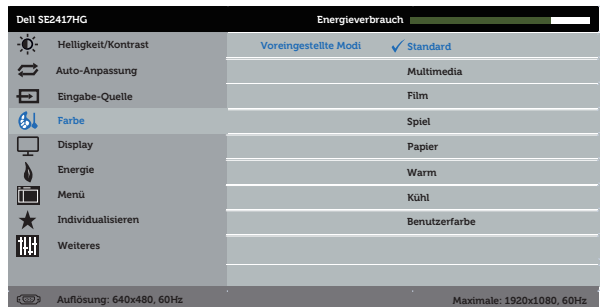 Dell SE2417HG Energieverbrauch
Helligkeit/Kontrast Voreingestellte Modi ✓ Standard
Auto-Anpassung Multimedia
Eingabe-Quelle Film
Farbe Spiel
Display Papier
Energie Warm
Menü Kühl
Individualisieren Benutzerfarbe
Weiteres
Auflösung: 640x480, 60Hz Maximale: 1920x1080, 60Hz